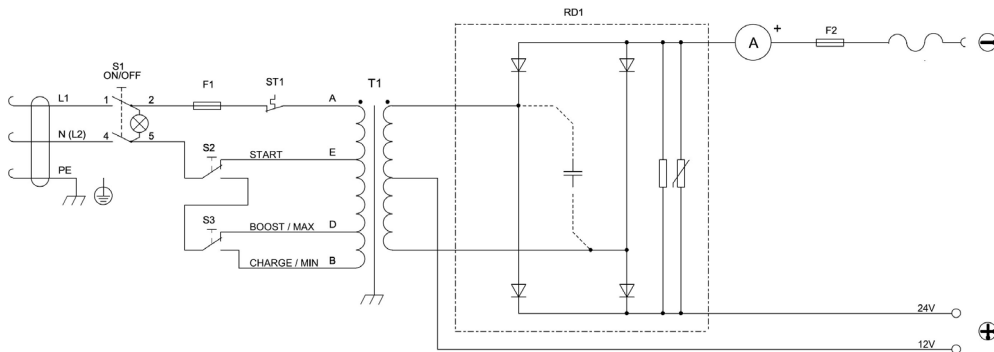 RD1
A
+
F2
S1
ON/OFF
F1
ST1
T1
L1
1
2
A
N (L2)
4
5
S2
START
E
PE
S3
BOOST / MAX
D
CHARGE / MIN
B
24V
12V